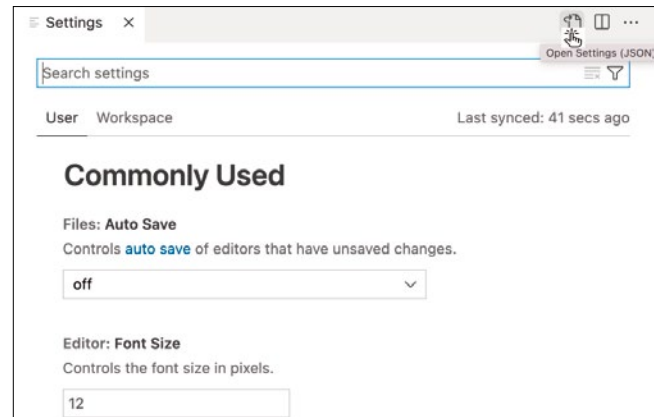 Settings
Open Settings (JSON)
Search settings
User Workspace Last synced: 41 secs ago
Commonly Used
Files: Auto Save
Controls auto save of editors that have unsaved changes.
off
Editor: Font Size
Controls the font size in pixels.
12